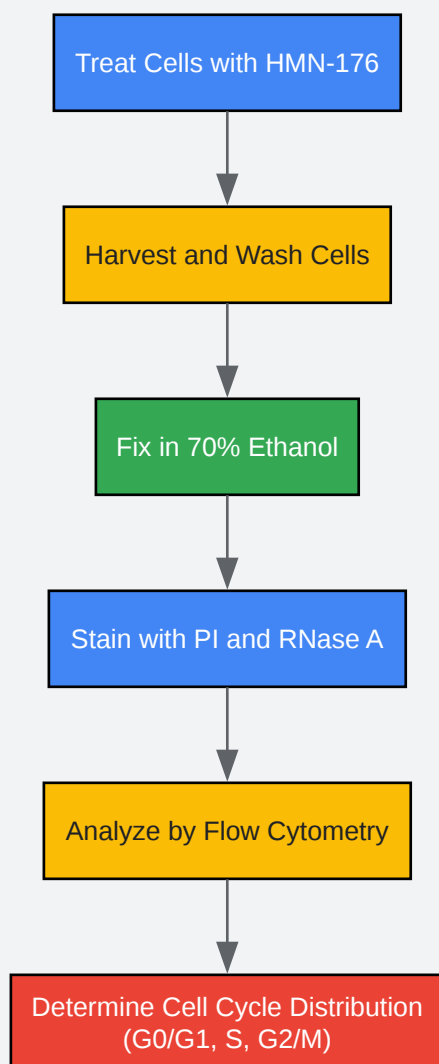 Treat Cells with HMN-176
Harvest and Wash Cells
Fix in 70% Ethanol
Stain with PI and RNase A
Analyze by Flow Cytometry
Determine Cell Cycle Distribution
(G0/G1, S, G2/M)